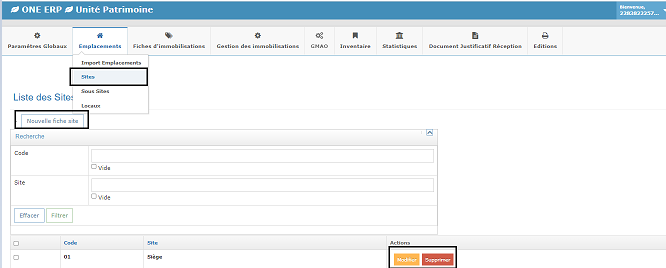 ONE ERP Unité Patrimoine
Bienvenue,
2283823257...
Paramètres Globaux Emplacements Fiches d'immobilisations Gestion des immobilisations GMAO Inventaire Statistiques Document Justificatif Réception Editions
Import Emplacements
Sites
Sous Sites
Locaux
Liste des Sites
Nouvelle fiche site
Recherche
Code
Vide
Site
Vide
Effacer Filtrer
Code Site Actions
01 Siège Modifier Supprimer